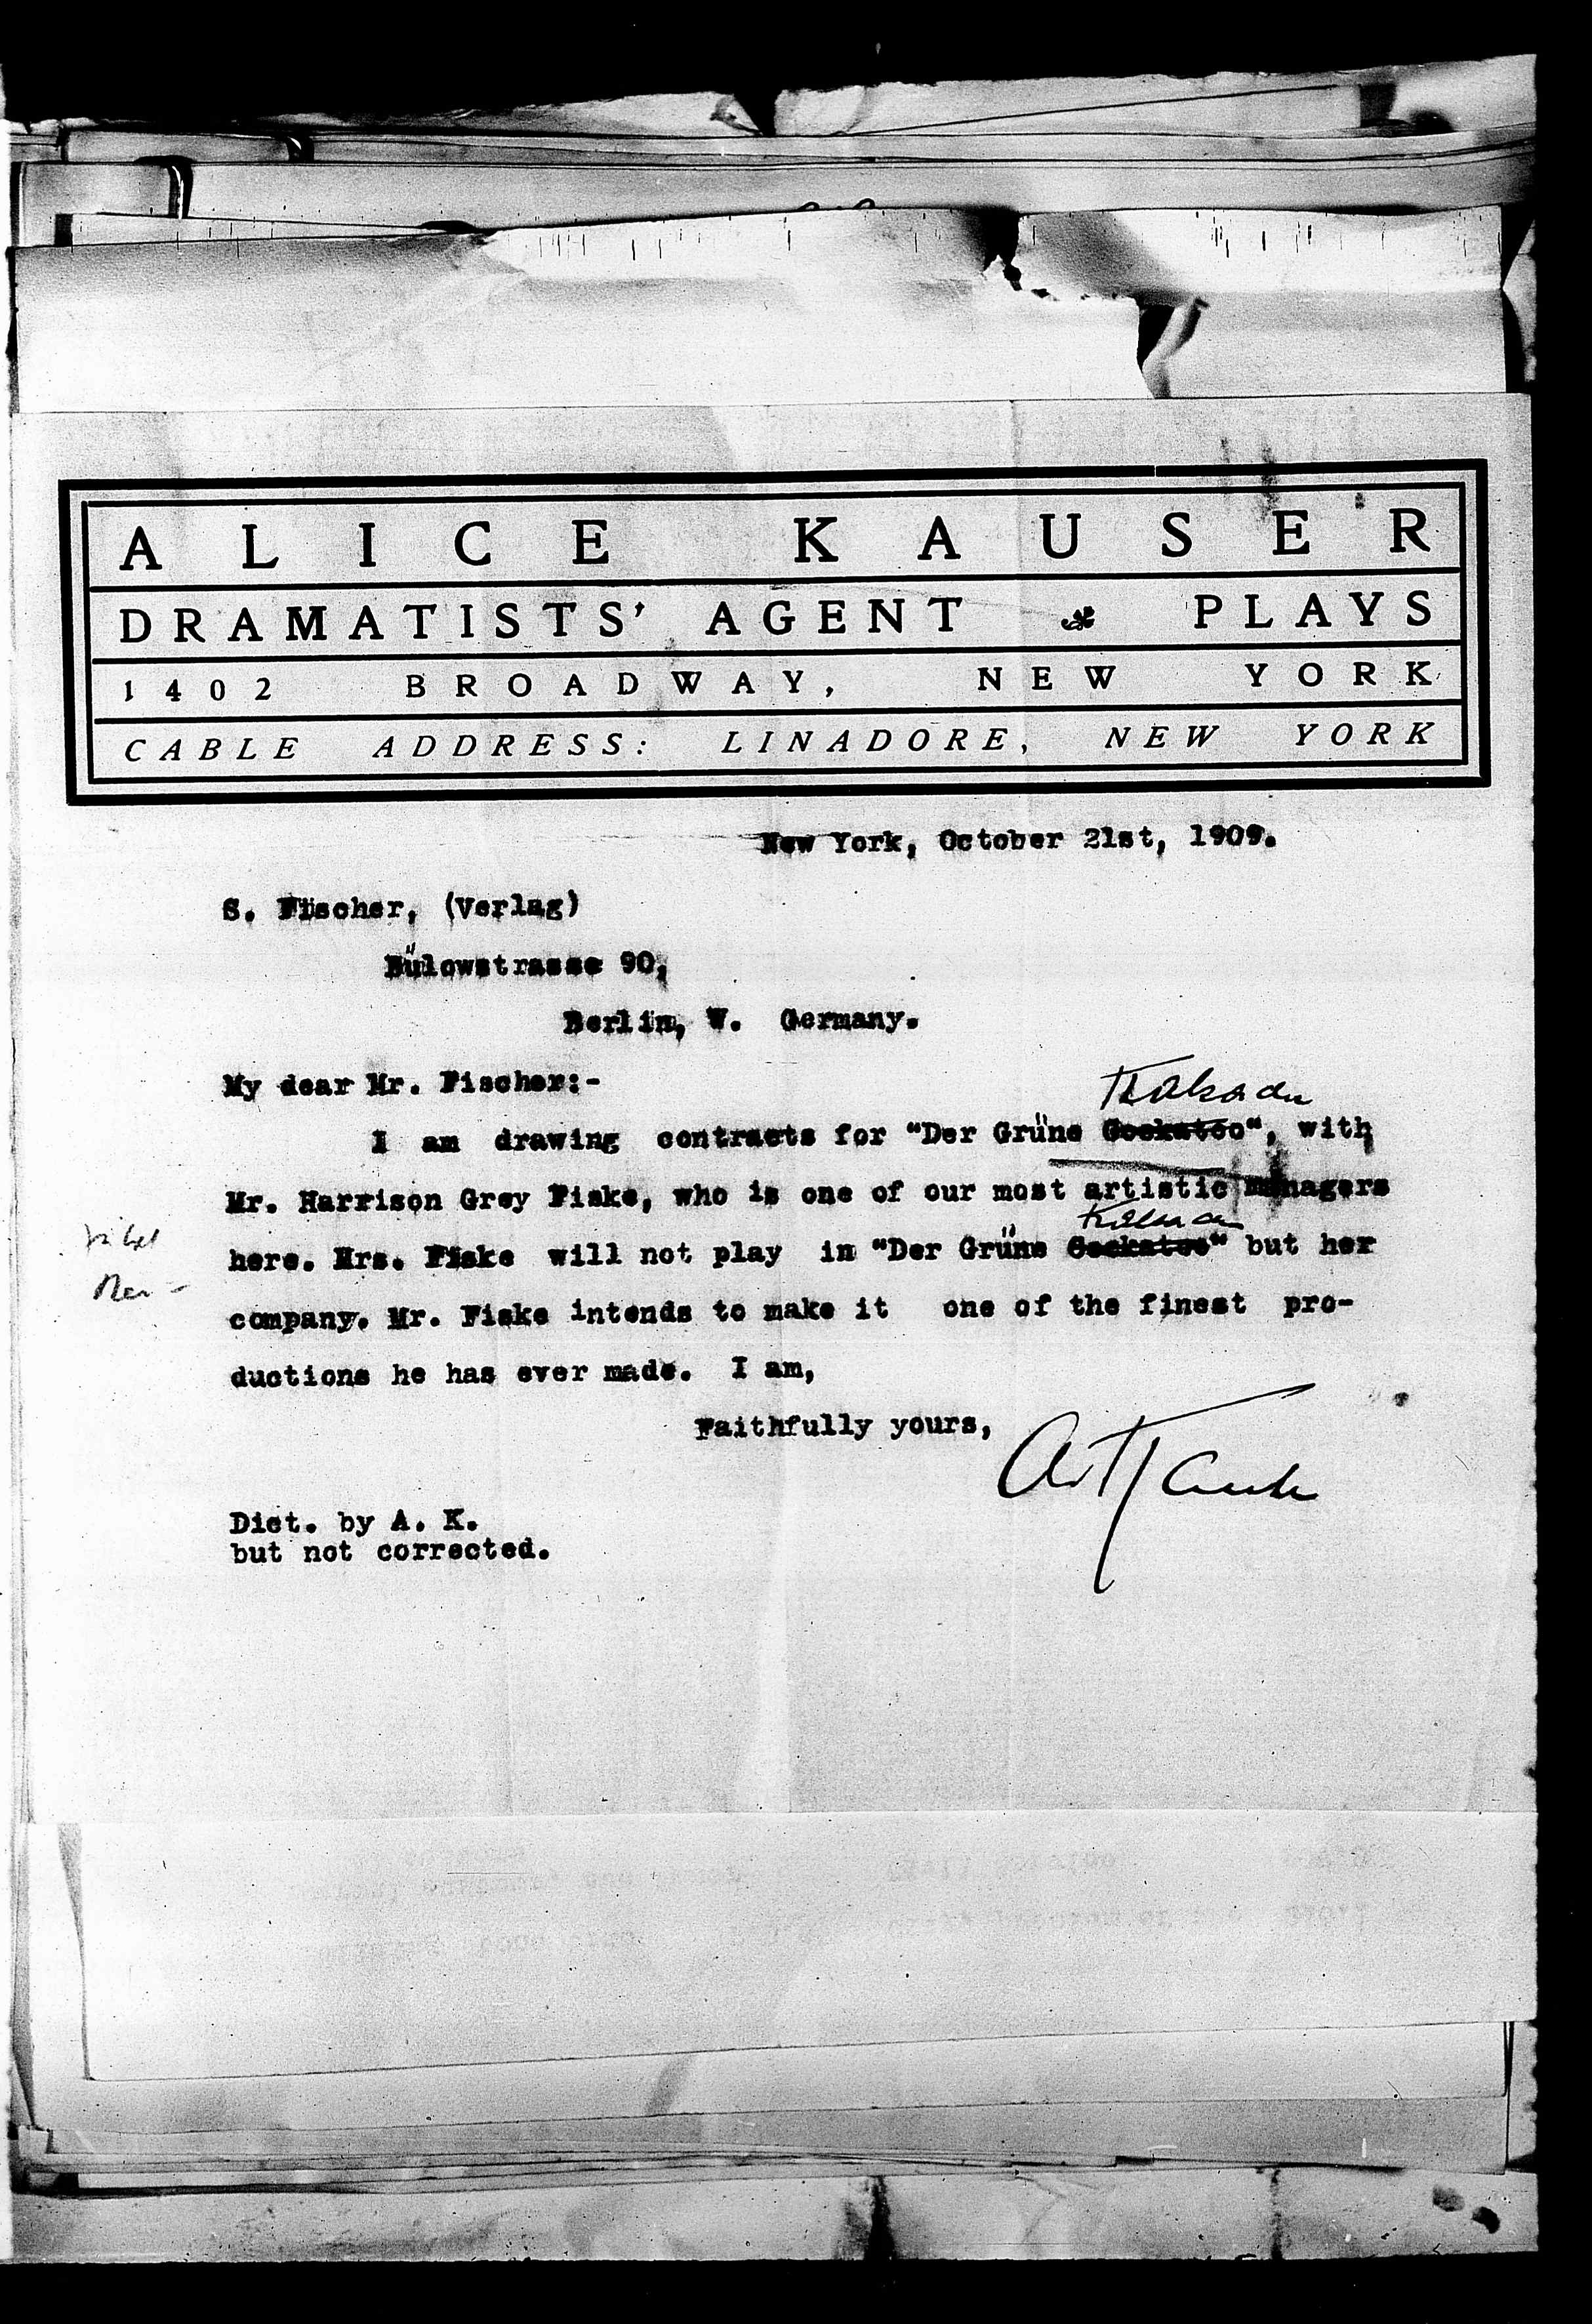 ALICE KAUSER
DRAMATISTS' AGENT PLAYS
1402 BROADWAY, NEW YORK
CABLE ADDRESS: LINADORE, NEW YORK
New York, October 21st, 1909.
S. Fischer, (Verlag)
Bülowstrasse 90,
Berlin, W. Germany.
My dear Mr. Fischer:-
Kakadu
I am drawing contracts for "Der Grüne Cockatoo", with
Mr. Harrison Grey Fiske, who is one of our most artistic managers
Kakadu
here. Mrs. Fiske will not play in "Der Grüne Cockatoo" but her
company. Mr. Fiske intends to make it one of the finest pro-
ductions he has ever made. I am,
Faithfully yours,
Dict. by A. K.
but not corrected.